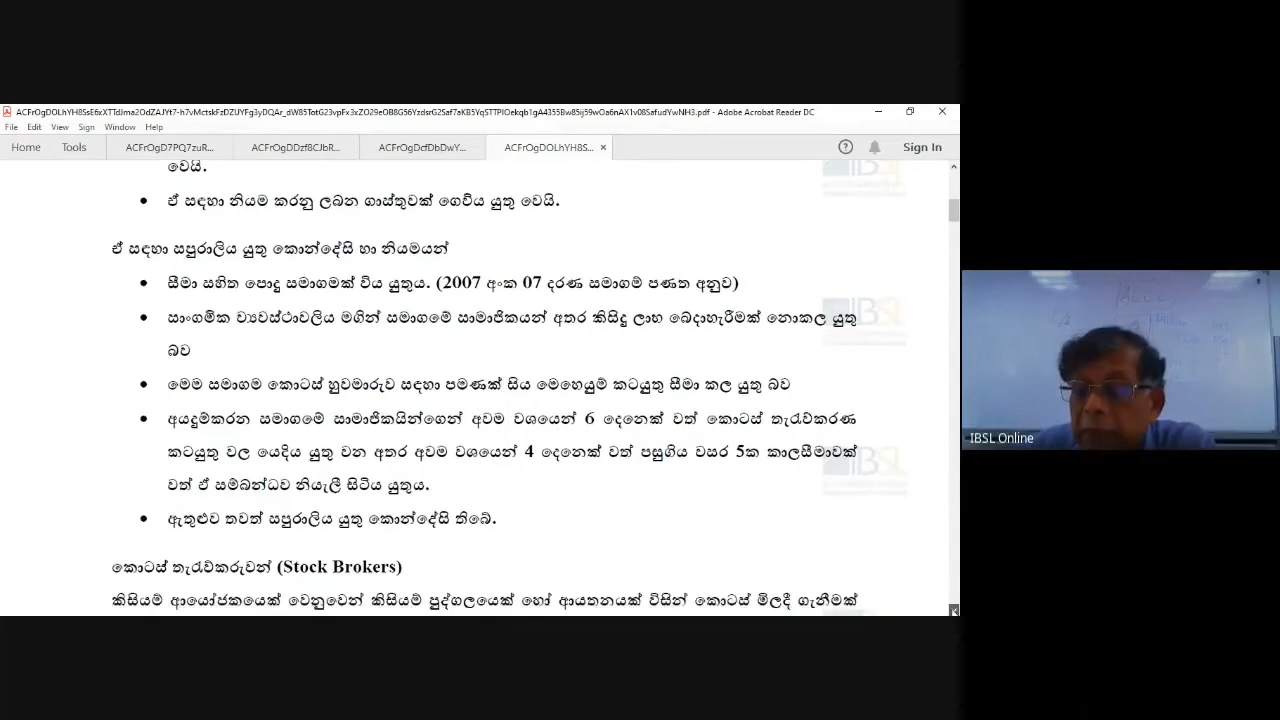 ACFrOgDOLhYH8SsE6xXTTdJma2OdZAJYt7-h7vMctskFzDZUYFg3yDQAr_dW85TotG23vpFx3xZO29eOB8G56YzdsrG2Saf7aKB5YqSTTPIOekqb1gA4355Bw85ij59wOa6nAX1v08SafudYwNH3.pdf - Adobe Acrobat Reader DC
File Edit View Sign Window Help
Home Tools ACFrOgD7PQ7zuR... ACFrOgDDzf8CJbR... ACFrOgDcfDbDwY... ACFrOgDOLhYH8S... × Sign In
වෙයි.
• ඒ සඳහා නියම කරනු ලබන ගාස්තුවක් ගෙවිය යුතු වෙයි.
ඒ සඳහා සපුරාලිය යුතු කොන්දේසි හා නියමයන්
• සීමා සහිත පොදු සමාගමක් විය යුතුය. (2007 අංක 07 දරණ සමාගම් පණත අනුව)
• සාංගමික ව්‍යවස්ථාවලිය මගින් සමාගමේ සාමාජිකයන් අතර කිසිදු ලාභ බේදාහැරීමක් නොකල යුතු
බව
• මෙම සමාගම කොටස් හුවමාරුව සඳහා පමණක් සිය මෙහෙයුම් කටයුතු සීමා කල යුතු බව
• අයදුම්කරන සමාගමේ සාමාජිකයින්ගෙන් අවම වශයෙන් 6 දෙනෙක් වත් කොටස් තැරැව්කරණ
කටයුතු වල යෙදිය යුතු වන අතර අවම වශයෙන් 4 දෙනෙක් වත් පසුගිය වසර 5ක කාලසීමාවක්
වත් ඒ සම්බන්ධව නියැලී සිටිය යුතුය.
• ඇතුළුව තවත් සපුරාලිය යුතු කොන්දේසි තිබේ.
කොටස් තැරැව්කරුවන් (Stock Brokers)
කිසියම් ආයෝජකයෙක් වෙනුවෙන් කිසියම් පුද්ගලයෙක් හෝ ආයතනයක් විසින් කොටස් මිලදී ගැනීමක්
IBSL
IBSL
IBSL Online